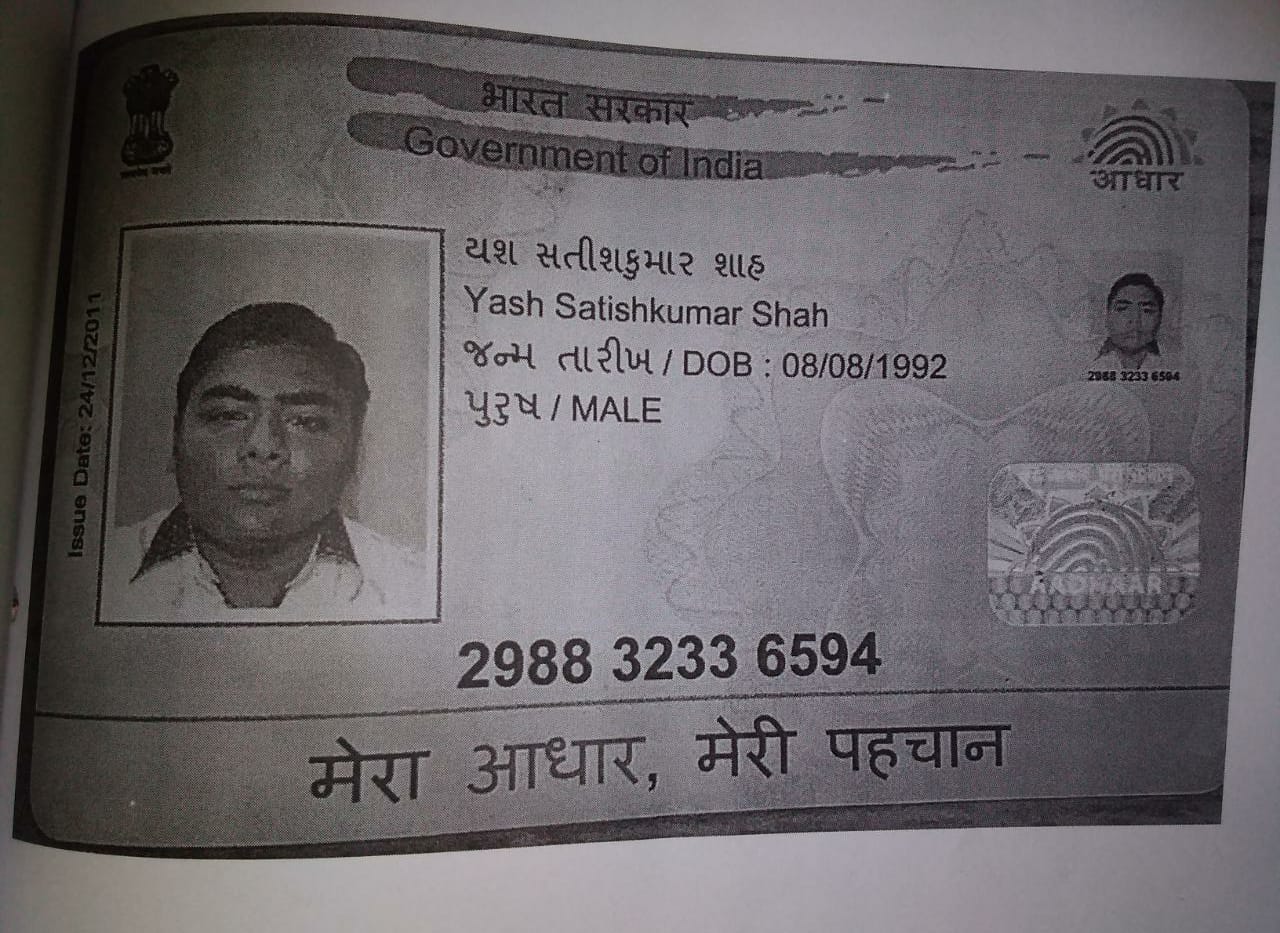 भारत सरकार
Government of India
आधार
Issue Date: 24/12/2011
યશ સતીશકુમાર શાહ
Yash Satishkumar Shah
જન્મ તારીખ / DOB : 08/08/1992
પુરુષ / MALE
2988 3233 6594
AADHAAR
2988 3233 6594
मेरा आधार, मेरी पहचान